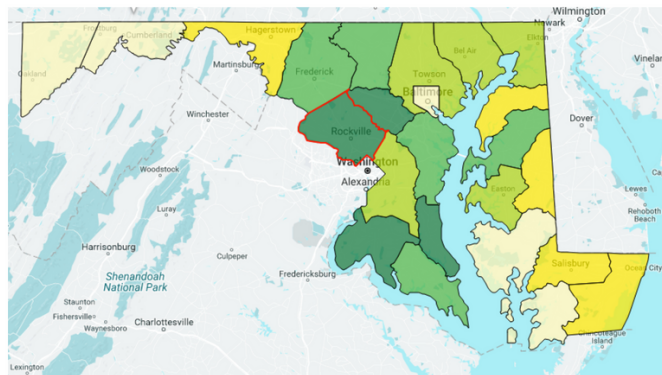 Wilmington
Newark
Elkton
Frostburg
Cumberland
Hagerstown
Bel Air
Oakland
Martinsburg
Frederick
Towson
Baltimore
Vineland
Winchester
Rockville
Dover
Washington
Alexandria
Woodstock
Easton
Lewes
Rehoboth
Beach
Luray
Harrisonburg
Culpeper
Salisbury
Ocean City
Shenandoah
National Park
Fredericksburg
Staunton
Fishersville
Waynesboro
Charlottesville
Chincoteague
Island
Lexington